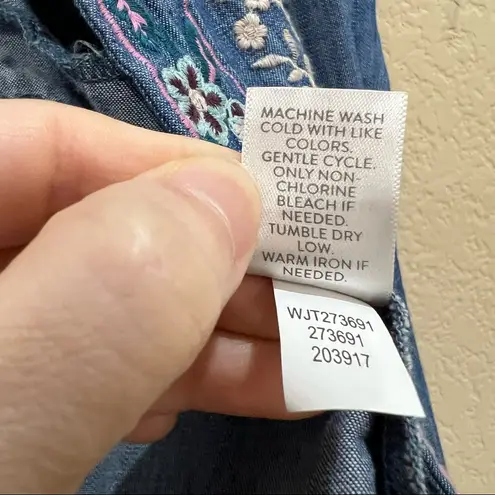 MACHINE WASH
COLD WITH LIKE
COLORS.
GENTLE CYCLE.
ONLY NON-
CHLORINE
BLEACH IF
NEEDED.
TUMBLE DRY
LOW.
WARM IRON IF
NEEDED.
WJT273691
273691
203917